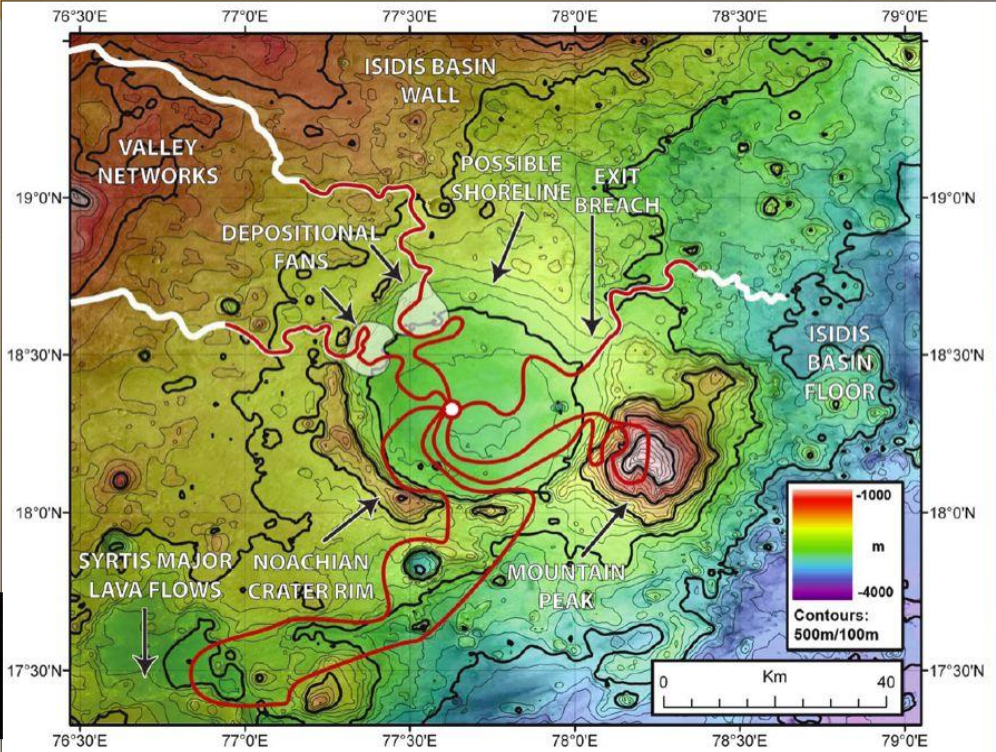 76°30'E 77°0'E 77°30'E 78°0'E 78°30'E 79°0'E
ISIDIS BASIN
WALL
VALLEY
NETWORKS
POSSIBLE
SHORELINE
EXIT
BREACH
19°0'N
19°0'N
DEPOSITIONAL
FANS
18°30'N
18°30'N
ISIDIS
BASIN
FLOOR
18°0'N
18°0'N
SYRTIS MAJOR
LAVA FLOWS
NOACHIAN
CRATER RIM
MOUNTAIN
PEAK
-1000
m
-4000
Contours:
500m/100m
17°30'N
17°30'N
Km
0 40
76°30'E 77°0'E 77°30'E 78°0'E 78°30'E 79°0'E